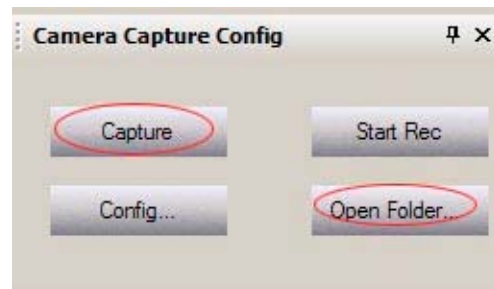 Camera Capture Config
Capture
Start Rec
Config...
Open Folder...